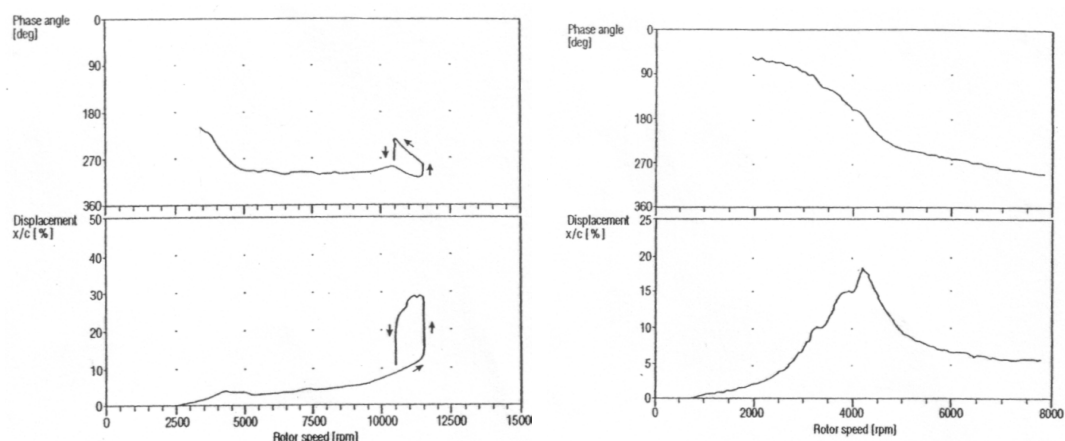 Phase angle
[deg]
0
90
180
270
360
Displacement
x/c [ % ]
50
40
30
20
10
0
0 2500 5000 7500 10000 12500 1500
Rotor speed [rpm]
Phase angle
[deg]
0
90
180
270
360
Displacement
x/c [ % ]
25
20
15
10
5
0
0 2000 4000 6000 8000
Rotor speed [rpm]